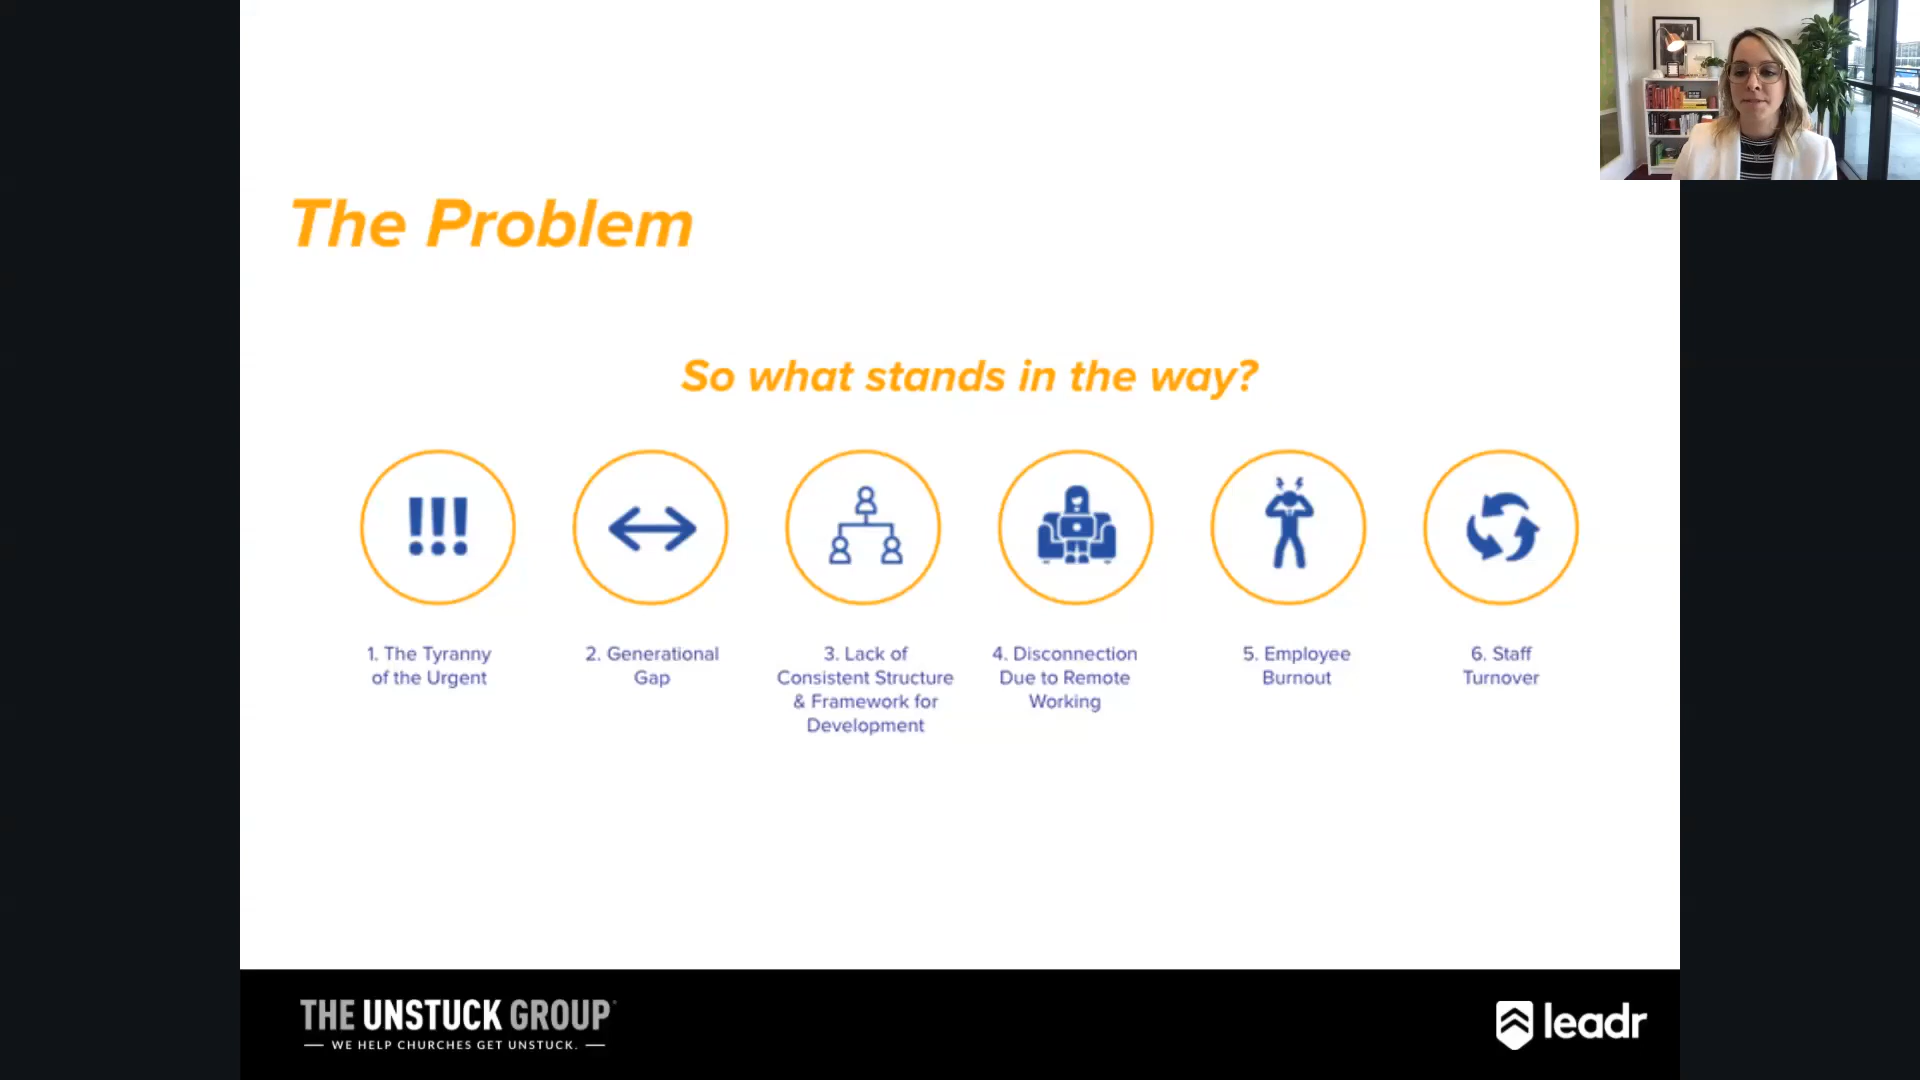 The Problem
So what stands in the way?
!!!
1. The Tyranny
of the Urgent
2. Generational
Gap
3. Lack of
Consistent Structure
& Framework for
Development
4. Disconnection
Due to Remote
Working
5. Employee
Burnout
6. Staff
Turnover
THE UNSTUCK GROUP
WE HELP CHURCHES GET UNSTUCK.
leadr